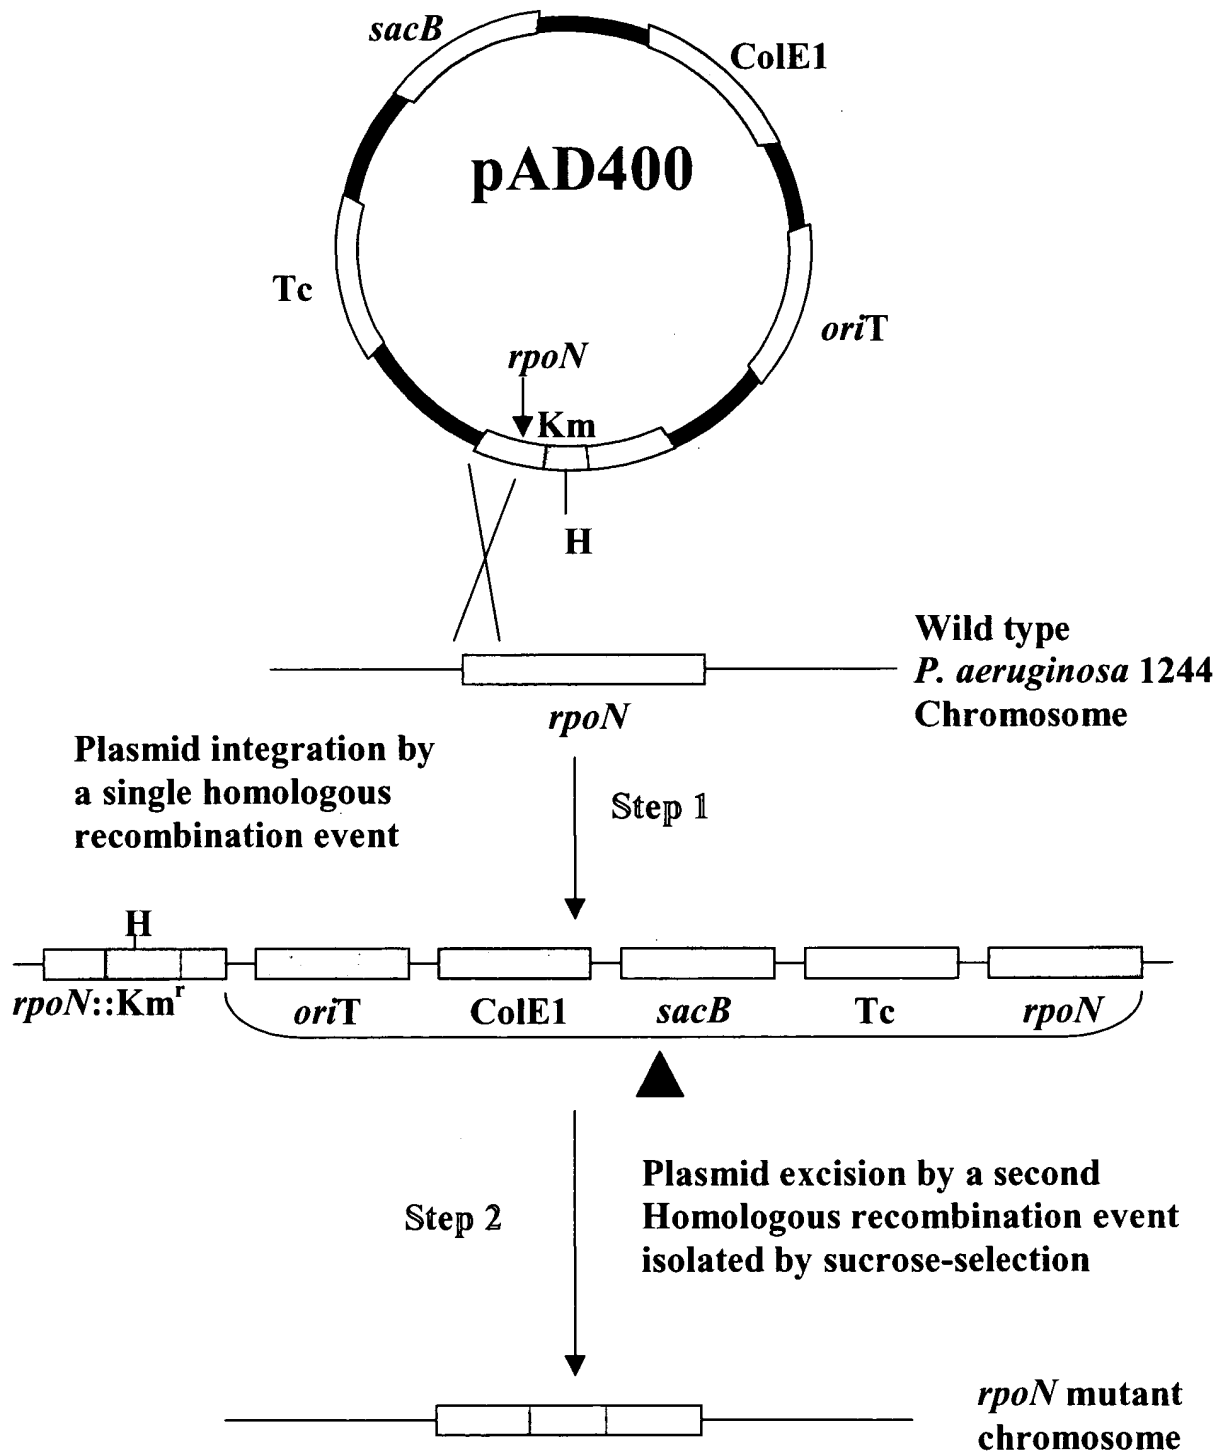 sacB
ColE1
pAD400
Tc
oriT
rpoN
Km
H
Wild type
P. aeruginosa 1244
Chromosome
rpoN
Plasmid integration by
a single homologous
recombination event
Step 1
H
rpoN::Kmʳ
oriT
ColE1
sacB
Tc
rpoN
Step 2
Plasmid excision by a second
Homologous recombination event
isolated by sucrose-selection
rpoN mutant
chromosome